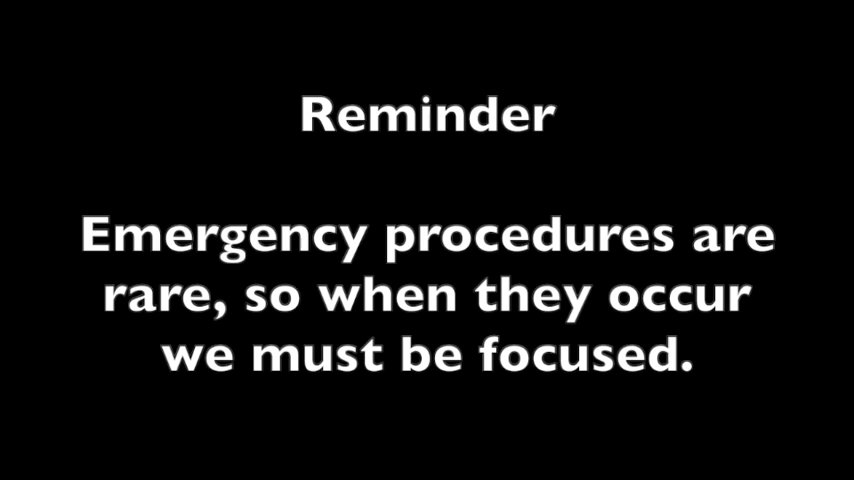 Reminder
Emergency procedures are
rare, so when they occur
we must be focused.